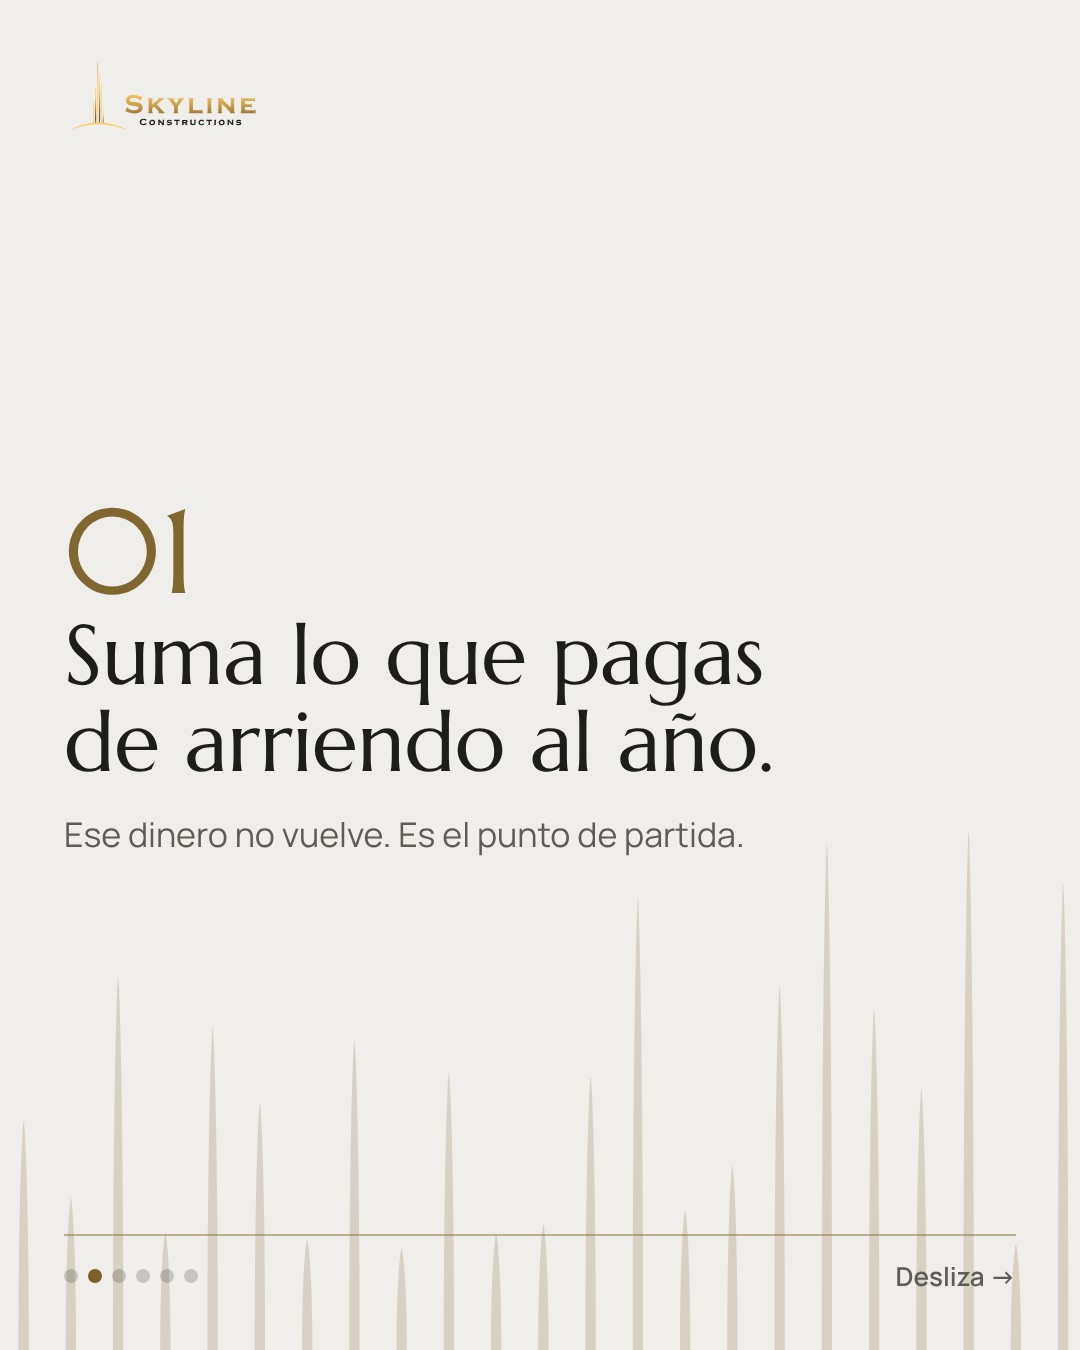 SKYLINE
CONSTRUCTIONS
01
Suma lo que pagas
de arriendo al año.
Ese dinero no vuelve. Es el punto de partida.
Desliza →